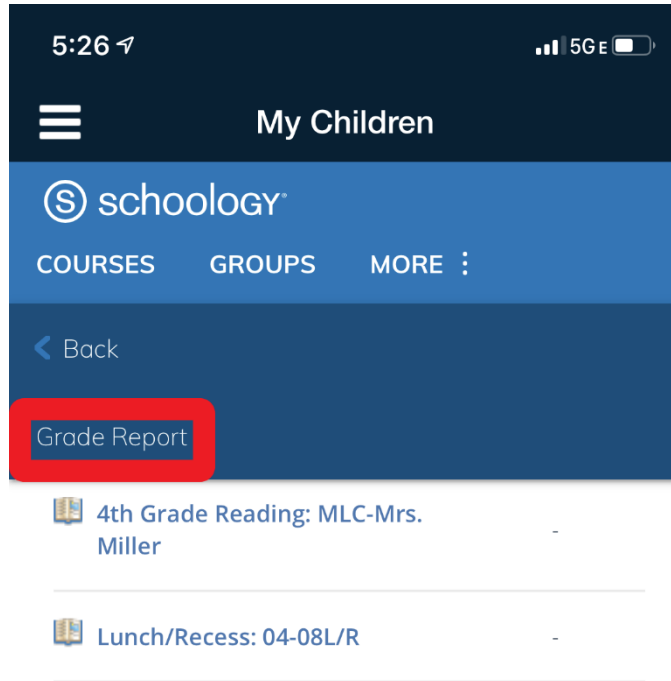 5:26 5G E
My Children
S schoology®
COURSES GROUPS MORE
Back
Grade Report
4th Grade Reading: MLC-Mrs. -
Miller
Lunch/Recess: 04-08L/R -